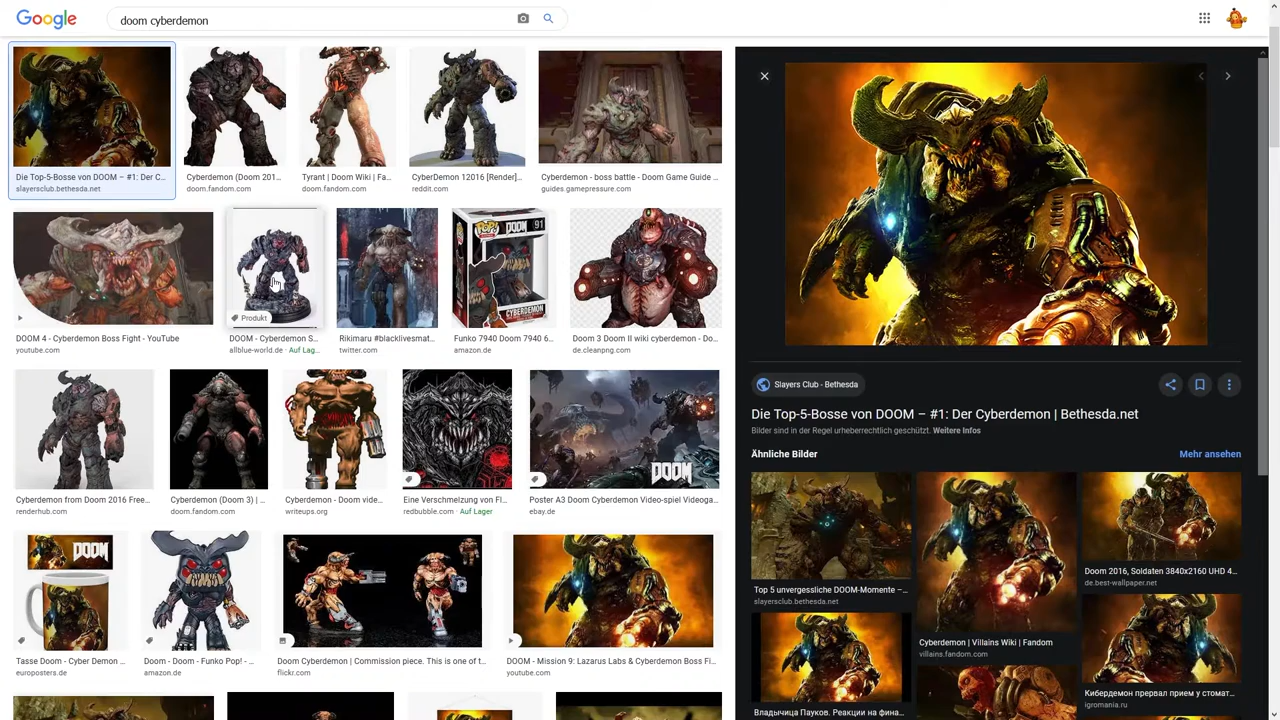 Google
doom cyberdemon
Die Top-5-Bosse von DOOM – #1: Der C...
slayersclub.bethesda.net
Cyberdemon (Doom 201...
doom.fandom.com
Tyrant | Doom Wiki | Fa...
doom.fandom.com
CyberDemon 12016 [Render]...
reddit.com
Cyberdemon - boss battle - Doom Game Guide ...
guides.gamepressure.com
DOOM 4 - Cyberdemon Boss Fight - YouTube
youtube.com
Produkt
DOOM - Cyberdemon S...
allblue-world.de · Auf Lag...
Rikimaru #blacklivesmat...
twitter.com
POP!
DOOM
91
CYBERDEMON
Funko 7940 Doom 7940 6...
amazon.de
Doom 3 Doom II wiki cyberdemon - Do...
de.cleanpng.com
Cyberdemon from Doom 2016 Free...
renderhub.com
Cyberdemon (Doom 3) | ...
doom.fandom.com
Cyberdemon - Doom vide...
writeups.org
Eine Verschmelzung von Fl...
redbubble.com · Auf Lager
DOOM
Poster A3 Doom Cyberdemon Video-spiel Videoga...
ebay.de
DOOM
Tasse Doom - Cyber Demon ...
europosters.de
Doom - Doom - Funko Pop! - ...
amazon.de
Doom Cyberdemon | Commission piece. This is one of t...
flickr.com
DOOM - Mission 9: Lazarus Labs & Cyberdemon Boss Fi...
youtube.com
Slayers Club - Bethesda
Die Top-5-Bosse von DOOM – #1: Der Cyberdemon | Bethesda.net
Bilder sind in der Regel urheberrechtlich geschützt. Weitere Infos
Ähnliche Bilder
Mehr ansehen
Top 5 unvergessliche DOOM-Momente –...
slayersclub.bethesda.net
Cyberdemon | Villains Wiki | Fandom
villains.fandom.com
Doom 2016, Soldaten 3840x2160 UHD 4...
de.best-wallpaper.net
Владычица Пауков. Реакции на фина...
Кибердемон прервал прием у стомат...
igromania.ru